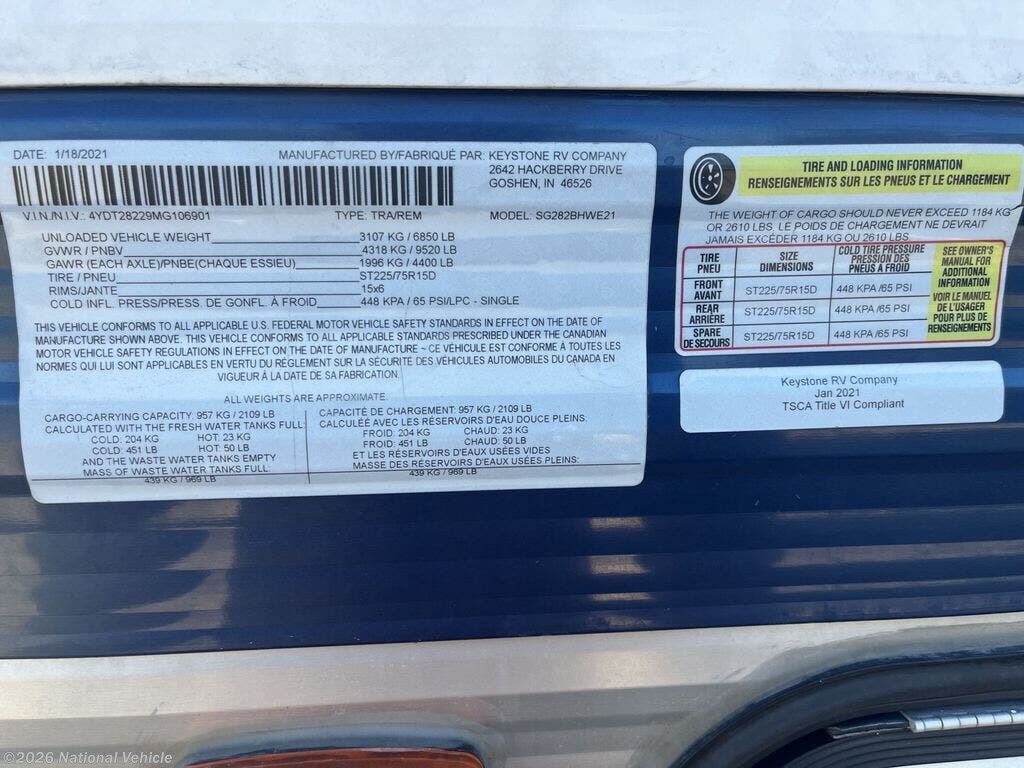 DATE: 1/18/2021 MANUFACTURED BY/FABRIQUÉ PAR: KEYSTONE RV COMPANY
2642 HACKBERRY DRIVE
GOSHEN, IN 46526
V.I.N./N.I.V.: 4YDT28229MG106901 TYPE: TRA/REM MODEL: SG282BHWE21
UNLOADED VEHICLE WEIGHT 3107 KG / 6850 LB
GVWR / PNBV 4318 KG / 9520 LB
GAWR (EACH AXLE)/PNBE(CHAQUE ESSIEU) 1996 KG / 4400 LB
TIRE / PNEU ST225/75R15D
RIMS/JANTE 15x6
COLD INFL. PRESS/PRESS. DE GONFL. À FROID 448 KPA / 65 PSI/LPC - SINGLE
THIS VEHICLE CONFORMS TO ALL APPLICABLE U.S. FEDERAL MOTOR VEHICLE SAFETY STANDARDS IN EFFECT ON THE DATE OF
MANUFACTURE SHOWN ABOVE. THIS VEHICLE CONFORMS TO ALL APPLICABLE STANDARDS PRESCRIBED UNDER THE CANADIAN
MOTOR VEHICLE SAFETY REGULATIONS IN EFFECT ON THE DATE OF MANUFACTURE ~ CE VÉHICULE EST CONFORME À TOUTES LES
NORMES QUI LUI SONT APPLICABLES EN VERTU DU RÈGLEMENT SUR LA SÉCURITÉ DES VÉHICULES AUTOMOBILES DU CANADA EN
VIGUEUR À LA DATE DE SA FABRICATION.
ALL WEIGHTS ARE APPROXIMATE.
CARGO-CARRYING CAPACITY: 957 KG / 2109 LB
CALCULATED WITH THE FRESH WATER TANKS FULL:
COLD: 204 KG HOT: 23 KG
COLD: 451 LB HOT: 50 LB
AND THE WASTE WATER TANKS EMPTY
MASS OF WASTE WATER TANKS FULL:
439 KG / 969 LB
CAPACITÉ DE CHARGEMENT: 957 KG / 2109 LB
CALCULÉE AVEC LES RÉSERVOIRS D'EAU DOUCE PLEINS:
FROID: 204 KG CHAUD: 23 KG
FROID: 451 LB CHAUD: 50 LB
ET LES RÉSERVOIRS D'EAU USÉES VIDES
MASSE DES RÉSERVOIRS D'EAU USÉES PLEINS:
439 KG / 969 LB
TIRE AND LOADING INFORMATION
RENSEIGNEMENTS SUR LES PNEUS ET LE CHARGEMENT
THE WEIGHT OF CARGO SHOULD NEVER EXCEED 1184 KG
OR 2610 LBS. LE POIDS DE CHARGEMENT NE DEVRAIT
JAMAIS EXCÉDER 1184 KG OU 2610 LBS
TIRE SIZE COLD TIRE PRESSURE
PNEU DIMENSIONS PRESSION DES
PNEUS A FROID
FRONT
AVANT ST225/75R15D 448 KPA /65 PSI
REAR
ARRIÈRE ST225/75R15D 448 KPA /65 PSI
SPARE
DE SECOURS ST225/75R15D 448 KPA /65 PSI
SEE OWNER'S
MANUAL FOR
ADDITIONAL
INFORMATION
VOIR LE MANUEL
DE L'USAGER
POUR PLUS DE
RENSEIGNEMENTS
Keystone RV Company
Jan 2021
TSCA Title VI Compliant
©2026 National Vehicle